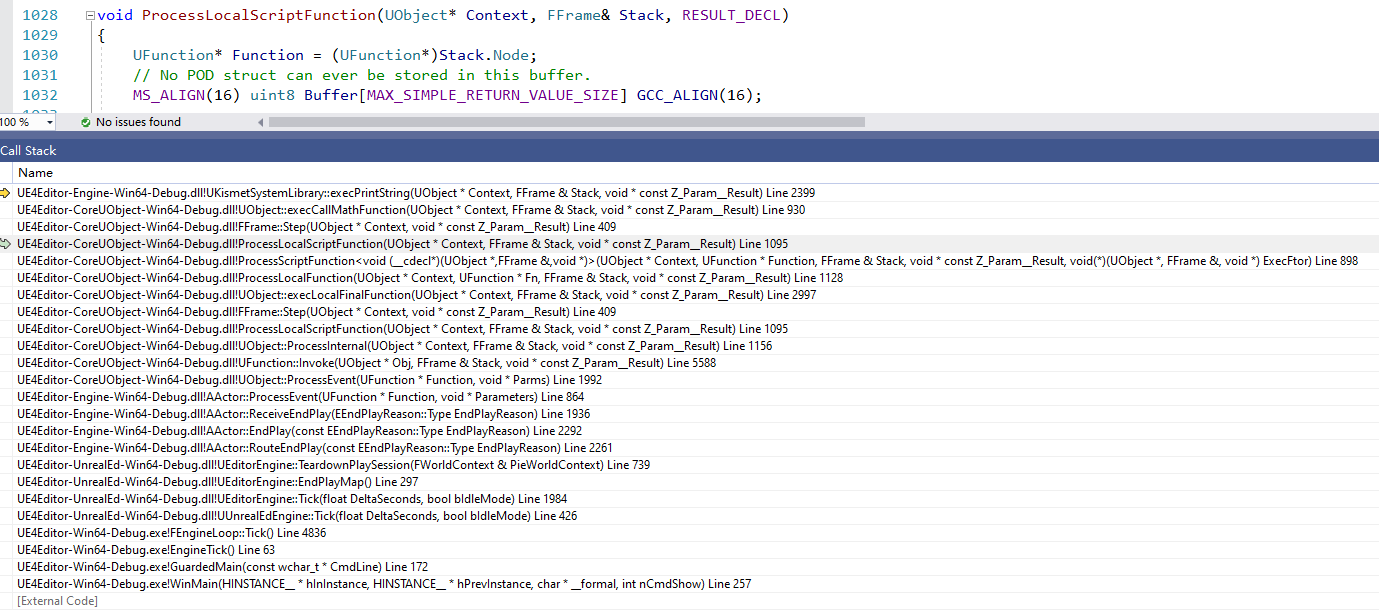 1028 void ProcessLocalScriptFunction(UObject* Context, FFrame& Stack, RESULT_DECL)
1029 {
1030 UFunction* Function = (UFunction*)Stack.Node;
1031 // No POD struct can ever be stored in this buffer.
1032 MS_ALIGN(16) uint8 Buffer[MAX_SIMPLE_RETURN_VALUE_SIZE] GCC_ALIGN(16);
100 % No issues found
Call Stack
Name
UE4Editor-Engine-Win64-Debug.dll!UKismetSystemLibrary::execPrintString(UObject * Context, FFrame & Stack, void * const Z_Param__Result) Line 2399
UE4Editor-CoreUObject-Win64-Debug.dll!UObject::execCallMathFunction(UObject * Context, FFrame & Stack, void * const Z_Param__Result) Line 930
UE4Editor-CoreUObject-Win64-Debug.dll!FFrame::Step(UObject * Context, void * const Z_Param__Result) Line 409
UE4Editor-CoreUObject-Win64-Debug.dll!ProcessLocalScriptFunction(UObject * Context, FFrame & Stack, void * const Z_Param__Result) Line 1095
UE4Editor-CoreUObject-Win64-Debug.dll!ProcessScriptFunction<void (__cdecl*)(UObject *,FFrame &,void *)>(UObject * Context, UFunction * Function, FFrame & Stack, void * const Z_Param__Result, void(*)(UObject *, FFrame &, void *) ExecFtor) Line 898
UE4Editor-CoreUObject-Win64-Debug.dll!ProcessLocalFunction(UObject * Context, UFunction * Fn, FFrame & Stack, void * const Z_Param__Result) Line 1128
UE4Editor-CoreUObject-Win64-Debug.dll!UObject::execLocalFinalFunction(UObject * Context, FFrame & Stack, void * const Z_Param__Result) Line 2997
UE4Editor-CoreUObject-Win64-Debug.dll!FFrame::Step(UObject * Context, void * const Z_Param__Result) Line 409
UE4Editor-CoreUObject-Win64-Debug.dll!ProcessLocalScriptFunction(UObject * Context, FFrame & Stack, void * const Z_Param__Result) Line 1095
UE4Editor-CoreUObject-Win64-Debug.dll!UObject::ProcessInternal(UObject * Context, FFrame & Stack, void * const Z_Param__Result) Line 1156
UE4Editor-CoreUObject-Win64-Debug.dll!UFunction::Invoke(UObject * Obj, FFrame & Stack, void * const Z_Param__Result) Line 5588
UE4Editor-CoreUObject-Win64-Debug.dll!UObject::ProcessEvent(UFunction * Function, void * Parms) Line 1992
UE4Editor-Engine-Win64-Debug.dll!AActor::ProcessEvent(UFunction * Function, void * Parameters) Line 864
UE4Editor-Engine-Win64-Debug.dll!AActor::ReceiveEndPlay(EEndPlayReason::Type EndPlayReason) Line 1936
UE4Editor-Engine-Win64-Debug.dll!AActor::EndPlay(const EEndPlayReason::Type EndPlayReason) Line 2292
UE4Editor-Engine-Win64-Debug.dll!AActor::RouteEndPlay(const EEndPlayReason::Type EndPlayReason) Line 2261
UE4Editor-UnrealEd-Win64-Debug.dll!UEditorEngine::TeardownPlaySession(FWorldContext & PieWorldContext) Line 739
UE4Editor-UnrealEd-Win64-Debug.dll!UEditorEngine::EndPlayMap() Line 297
UE4Editor-UnrealEd-Win64-Debug.dll!UEditorEngine::Tick(float DeltaSeconds, bool bIdleMode) Line 1984
UE4Editor-UnrealEd-Win64-Debug.dll!UUnrealEdEngine::Tick(float DeltaSeconds, bool bIdleMode) Line 426
UE4Editor-Win64-Debug.exe!FEngineLoop::Tick() Line 4836
UE4Editor-Win64-Debug.exe!EngineTick() Line 63
UE4Editor-Win64-Debug.exe!GuardedMain(const wchar_t * CmdLine) Line 172
UE4Editor-Win64-Debug.exe!WinMain(HINSTANCE__ * hInInstance, HINSTANCE__ * hPrevInstance, char * __formal, int nCmdShow) Line 257
[External Code]